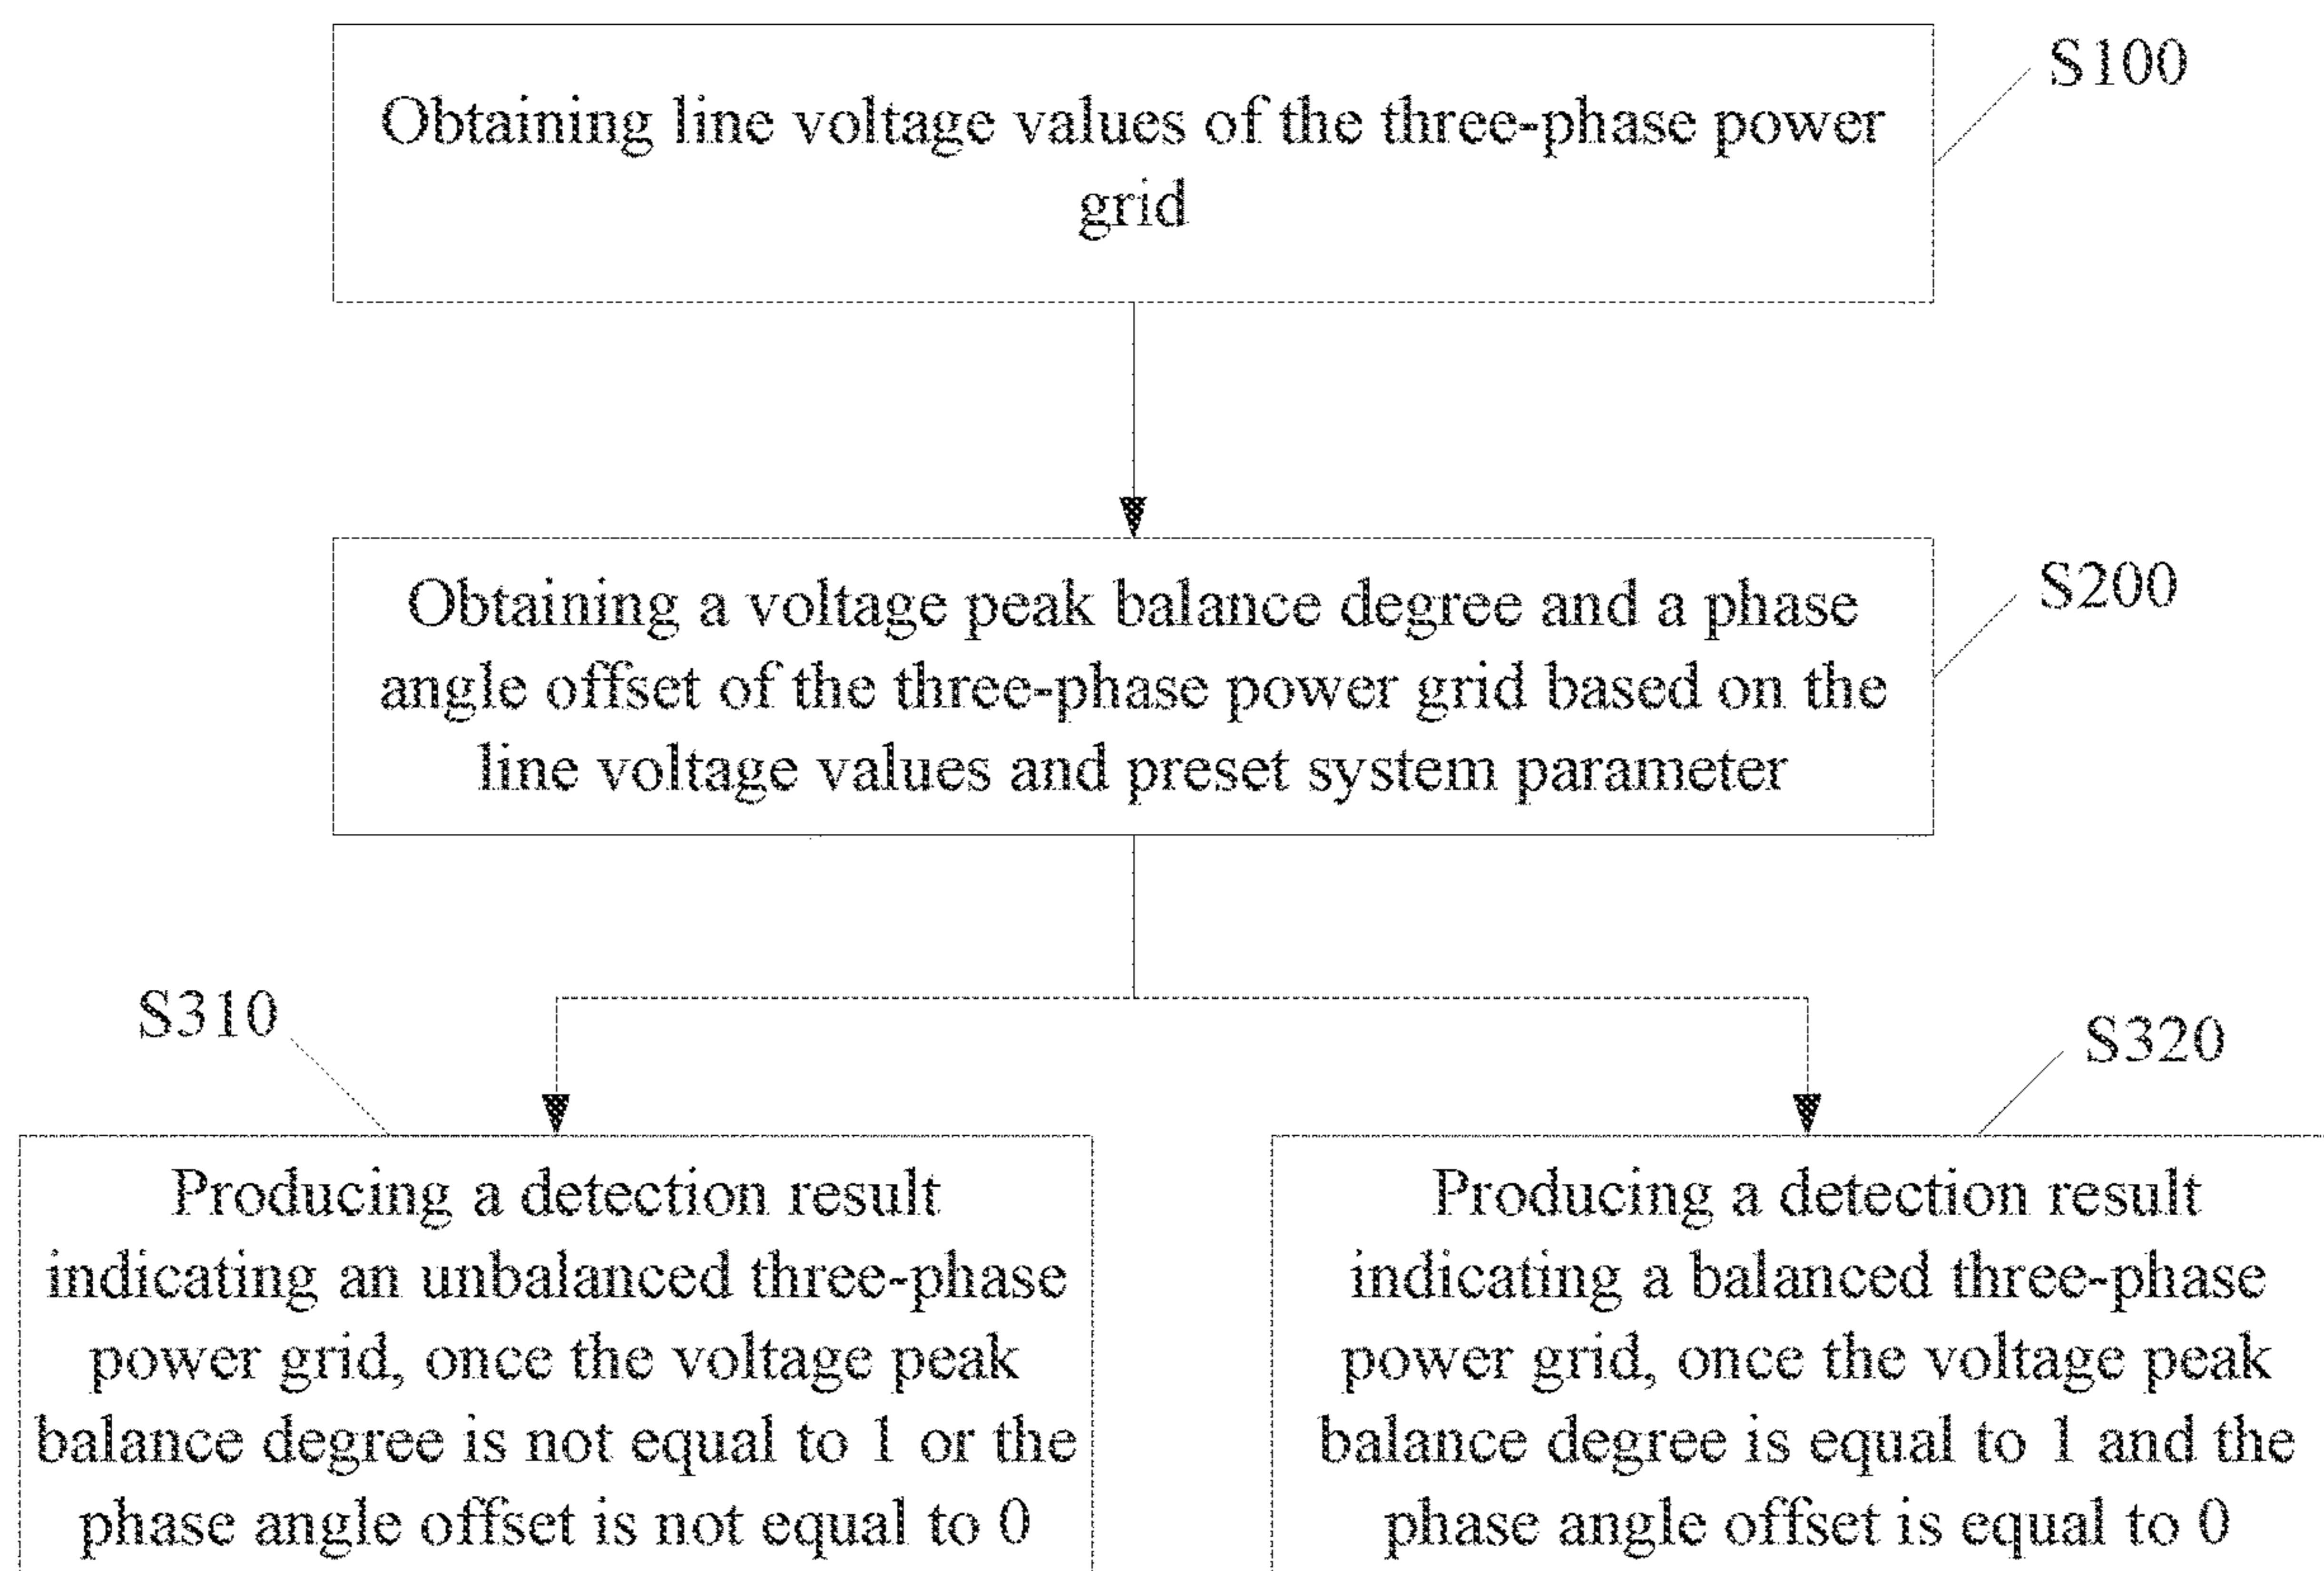 S100
Obtaining line voltage values of the three-phase power
grid
S200
Obtaining a voltage peak balance degree and a phase
angle offset of the three-phase power grid based on the
line voltage values and preset system parameter
S310
S320
Producing a detection result
indicating an unbalanced three-phase
power grid, once the voltage peak
balance degree is not equal to 1 or the
phase angle offset is not equal to 0
Producing a detection result
indicating a balanced three-phase
power grid, once the voltage peak
balance degree is equal to 1 and the
phase angle offset is equal to 0